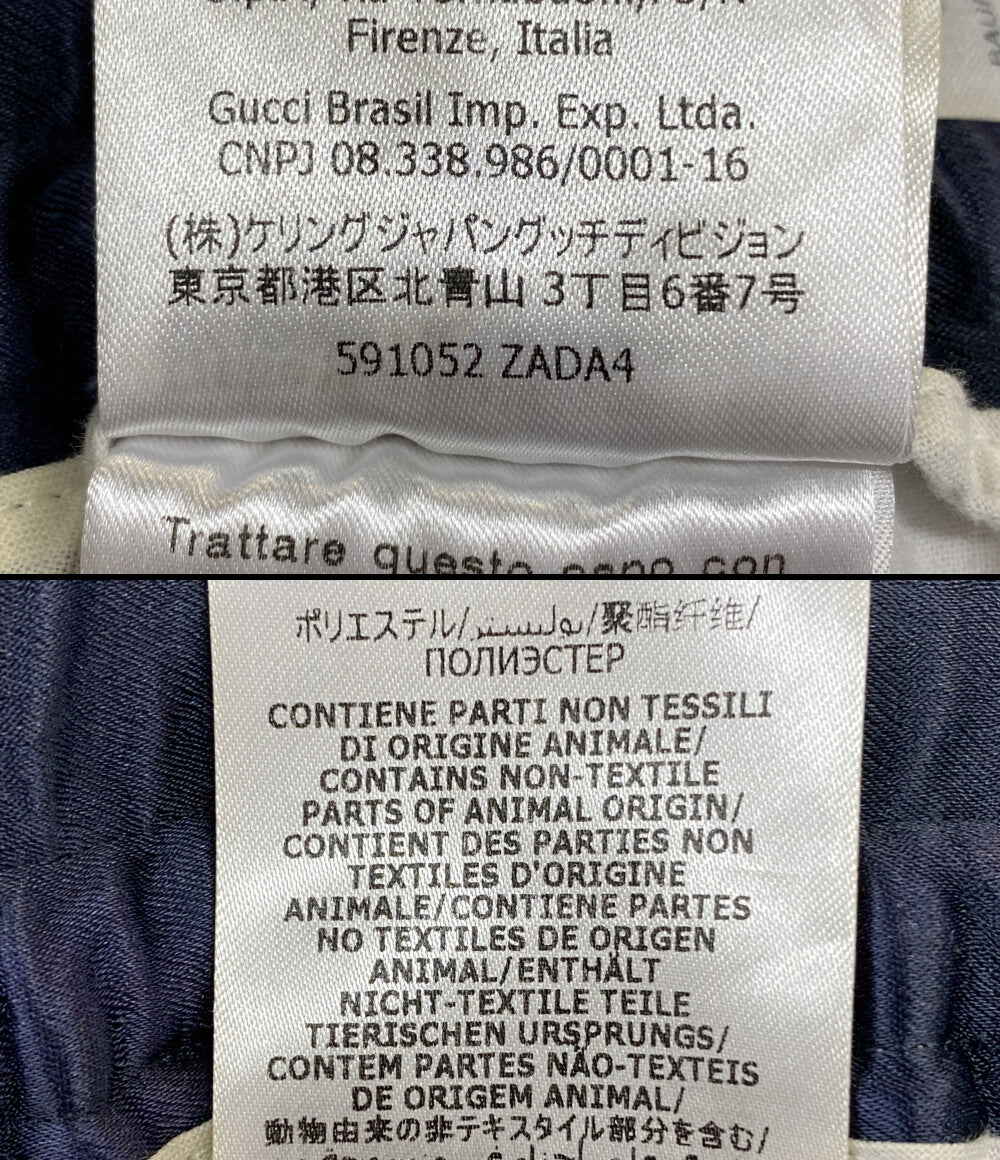 Firenze, Italia
Gucci Brasil Imp. Exp. Ltda.
CNPJ 08.338.986/0001-16
(株)ケリングジャパングッチディビジョン
東京都港区北青山 3丁目6番7号
591052 ZADA4
Trattare questo capo con
ポリエステル/بوليستر/聚酯纤维/
ПОЛИЭСТЕР
CONTIENE PARTI NON TESSILI
DI ORIGINE ANIMALE/
CONTAINS NON-TEXTILE
PARTS OF ANIMAL ORIGIN/
CONTIENT DES PARTIES NON
TEXTILES D'ORIGINE
ANIMALE/CONTIENE PARTES
NO TEXTILES DE ORIGEN
ANIMAL/ENTHÄLT
NICHT-TEXTILE TEILE
TIERISCHEN URSPRUNGS/
CONTEM PARTES NÃO-TEXTEIS
DE ORIGEM ANIMAL/
動物由来の非テキスタイル部分を含む/